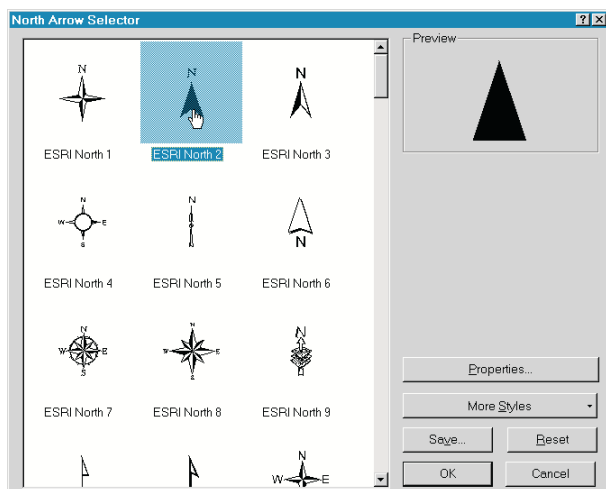 North Arrow Selector
? X
Preview
N
N
N
ESRI North 1
ESRI North 2
ESRI North 3
N
W E
S
N
N
ESRI North 4
ESRI North 5
ESRI North 6
N
W E
S
N
ESRI North 7
ESRI North 8
ESRI North 9
N
W E
Properties...
More Styles
Save...
Reset
OK
Cancel